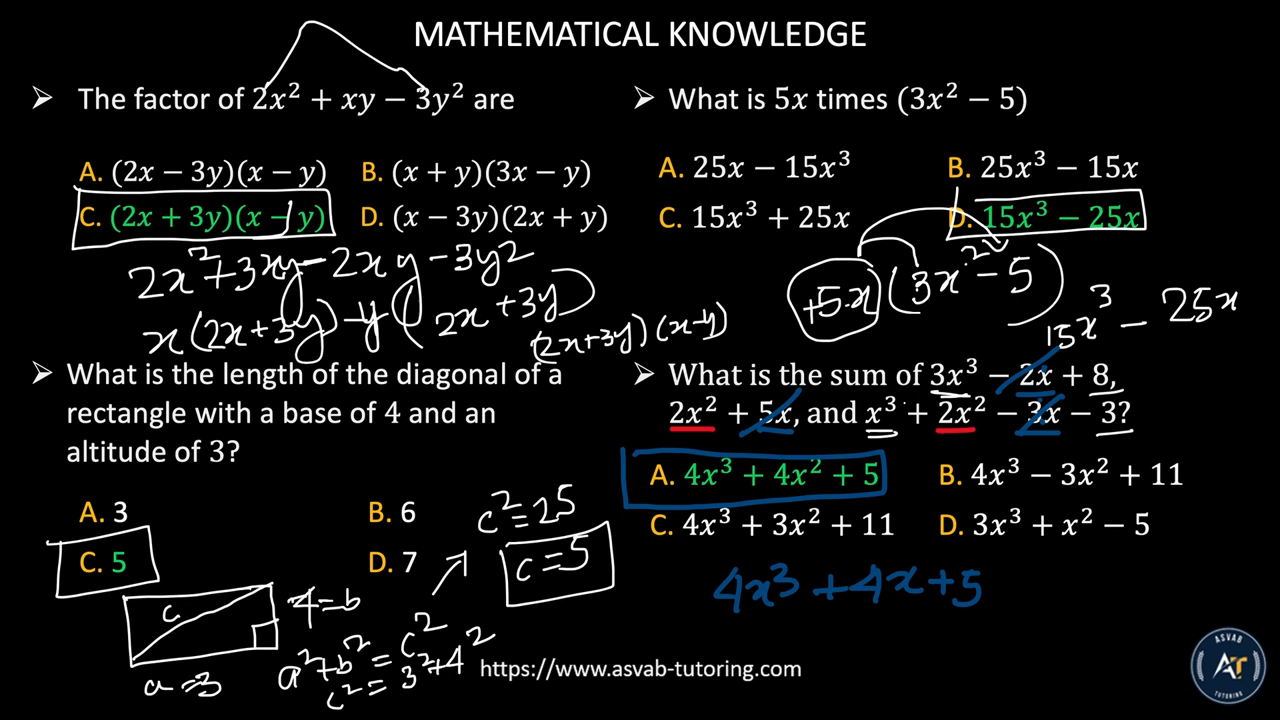 MATHEMATICAL KNOWLEDGE
➢ The factor of 2x² + xy − 3y² are
A. (2x − 3y)(x − y) B. (x + y)(3x − y)
C. (2x + 3y)(x − y) D. (x − 3y)(2x + y)
2x²+3xy−2xy−3y2
x(2x+3y)−y(2x+3y)
(2x+3y)(x−y)
➢ What is 5x times (3x² − 5)
A. 25x − 15x³ B. 25x³ − 15x
C. 15x³ + 25x D. 15x³ − 25x
+5·x(3x²−5)
15x³ − 25x
➢ What is the length of the diagonal of a
rectangle with a base of 4 and an
altitude of 3?
A. 3 B. 6
C. 5 D. 7
c²=25
c=5
c
4=b
a=3
a²+b²=c²
c²=3²+4²
➢ What is the sum of 3x³ − 2x + 8,
2x² + 5x, and x³ + 2x² − 3x − 3?
A. 4x³ + 4x² + 5 B. 4x³ − 3x² + 11
C. 4x³ + 3x² + 11 D. 3x³ + x² − 5
4x³+4x+5
https://www.asvab-tutoring.com
ASVAB
AT
TUTORING